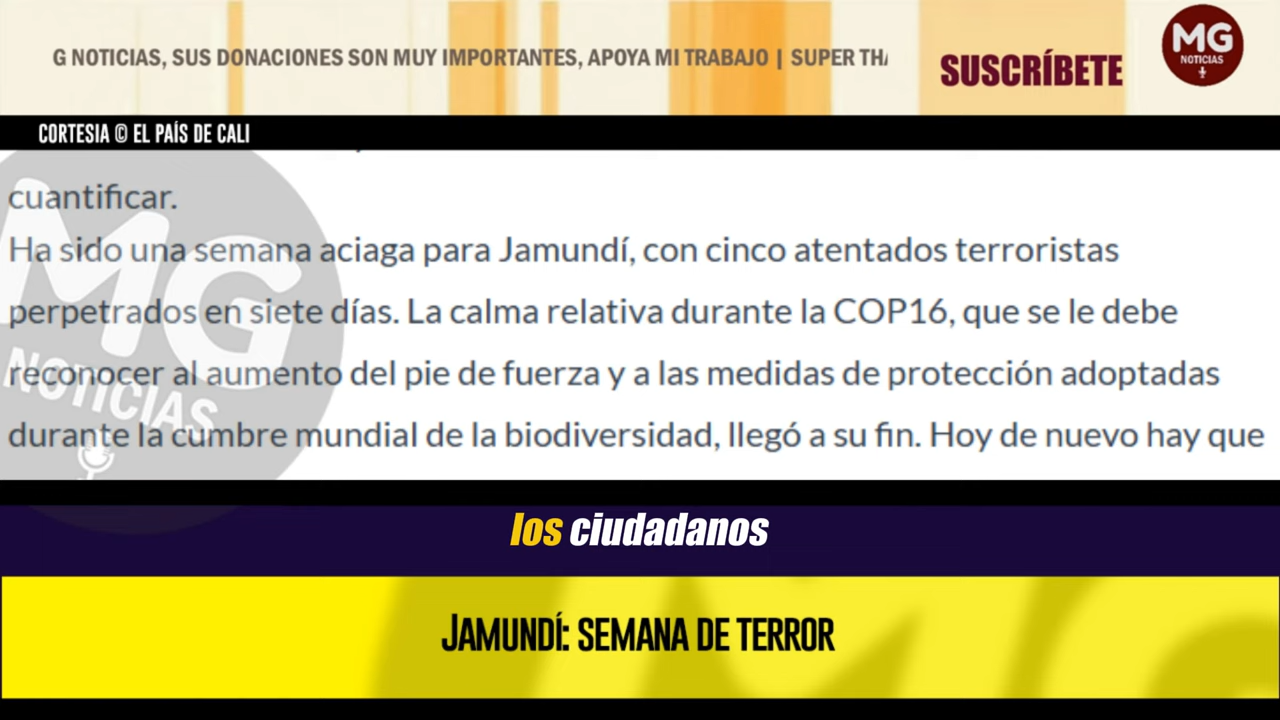 G NOTICIAS, SUS DONACIONES SON MUY IMPORTANTES, APOYA MI TRABAJO | SUPER
SUSCRÍBETE
MG
NOTICIAS
CORTESIA © EL PAÍS DE CALI
cuantificar.
Ha sido una semana aciaga para Jamundí, con cinco atentados terroristas
perpetrados en siete días. La calma relativa durante la COP16, que se le debe
reconocer al aumento del pie de fuerza y a las medidas de protección adoptadas
durante la cumbre mundial de la biodiversidad, llegó a su fin. Hoy de nuevo hay que
MG
NOTICIAS
los ciudadanos
JAMUNDÍ: SEMANA DE TERROR